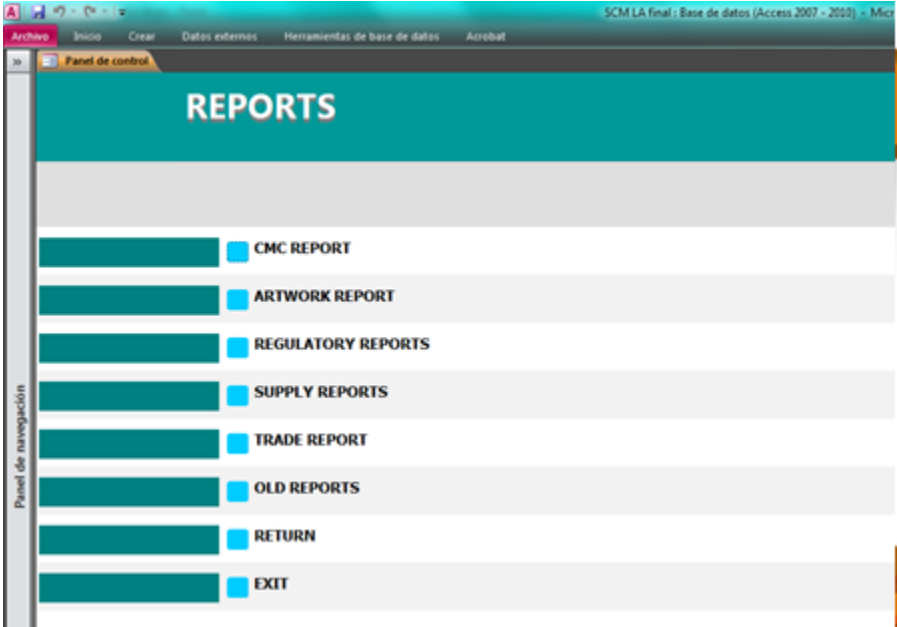 SCM LA final : Base de datos (Access 2007 - 2010) - Micr
Archivo Inicio Crear Datos externos Herramientas de base de datos Acrobat
Panel de control
REPORTS
CMC REPORT
ARTWORK REPORT
REGULATORY REPORTS
SUPPLY REPORTS
TRADE REPORT
OLD REPORTS
RETURN
EXIT
Panel de navegación